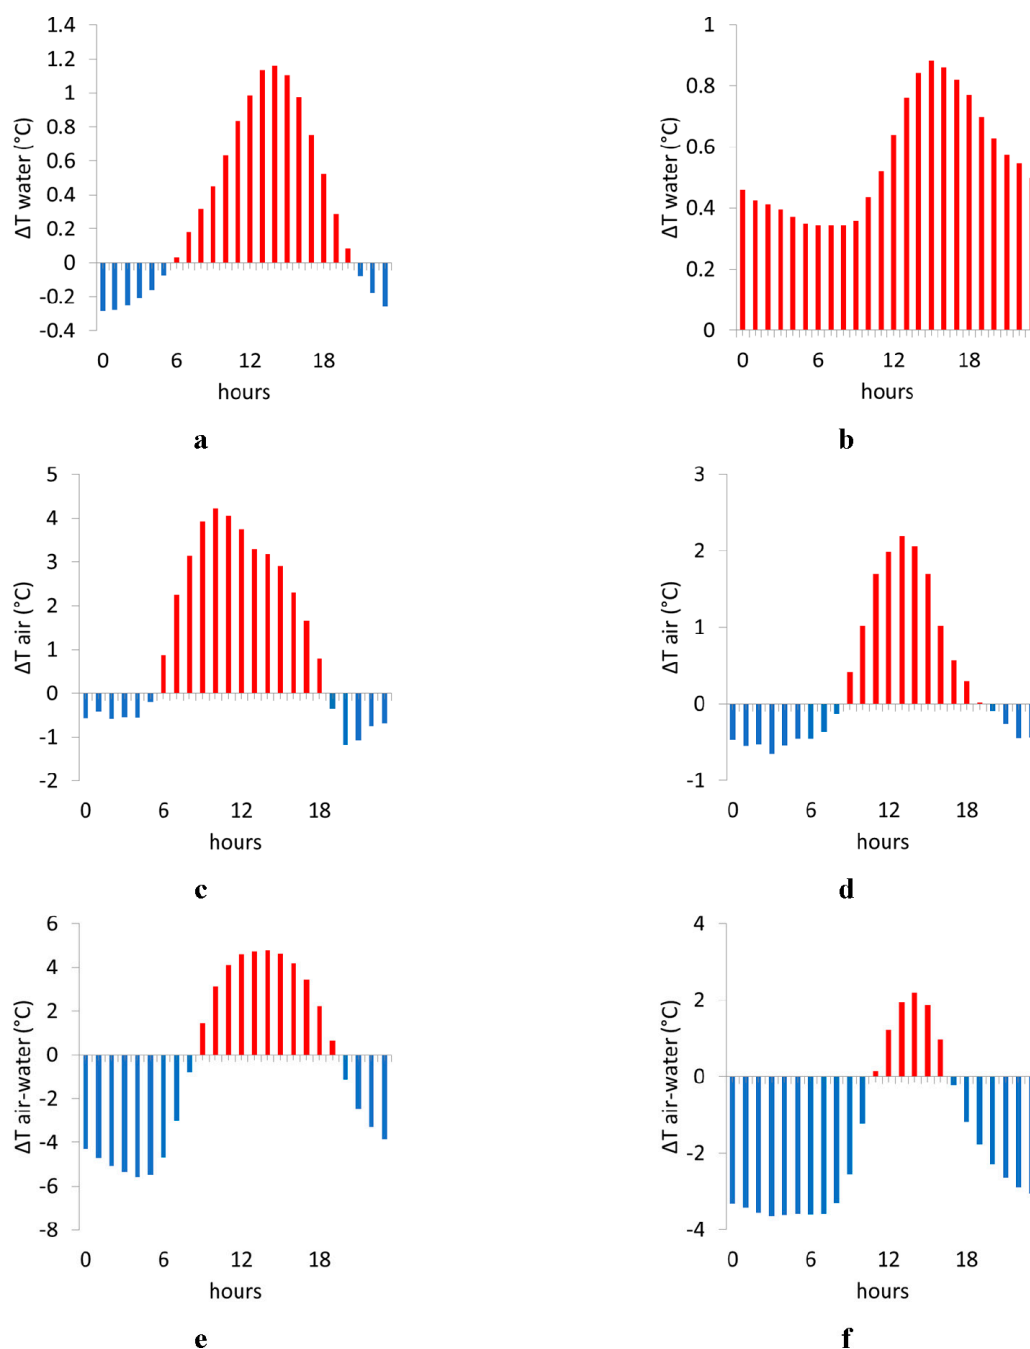 1.4
1.2
1
0.8
0.6
0.4
0.2
0
-0.2
-0.4
ΔT water (°C)
0 6 12 18
hours
a
1
0.8
0.6
0.4
0.2
0
ΔT water (°C)
0 6 12 18
hours
b
5
4
3
2
1
0
-1
-2
ΔT air (°C)
0 6 12 18
hours
c
3
2
1
0
-1
ΔT air (°C)
0 6 12 18
hours
d
6
4
2
0
-2
-4
-6
-8
ΔT air-water (°C)
0 6 12 18
hours
e
4
2
0
-2
-4
ΔT air-water (°C)
0 6 12 18
hours
f